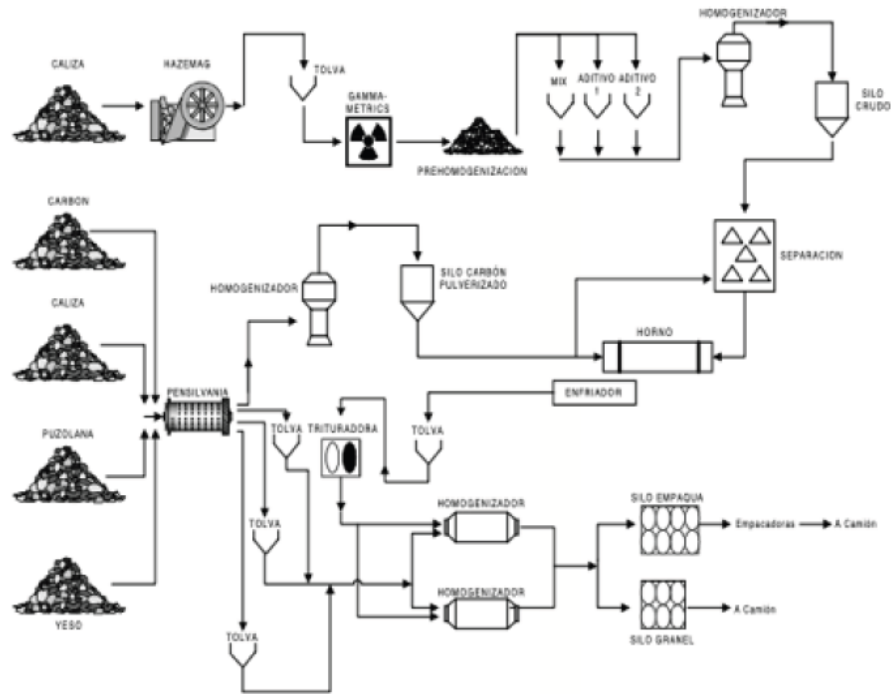 HOMOGENIZADOR
CALIZA
HAZEMAG
TOLVA
GAMMA-
METRICS
PREHOMOGENIZACION
MIX
ADITIVO
1
ADITIVO
2
SILO
CRUDO
CARBON
HOMOGENIZADOR
SILO CARBÓN
PULVERIZADO
SEPARACION
CALIZA
HORNO
PENSILVANIA
ENFRIADOR
PUZOLANA
TOLVA
TRITURADORA
TOLVA
TOLVA
HOMOGENIZADOR
SILO EMPAQUA
Empacadoras
A Camión
YESO
HOMOGENIZADOR
A Camión
SILO GRANEL
TOLVA